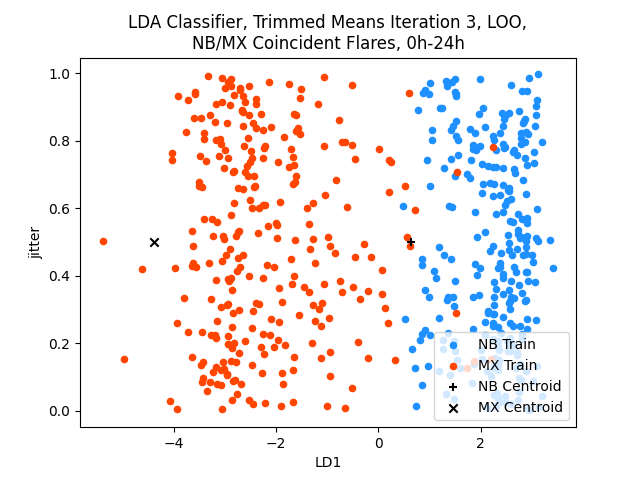 LDA Classifier, Trimmed Means Iteration 3, LOO,
NB/MX Coincident Flares, 0h-24h
1.0
0.8
0.6
0.4
0.2
0.0
jitter
−4
−2
0
2
LD1
NB Train
MX Train
NB Centroid
MX Centroid